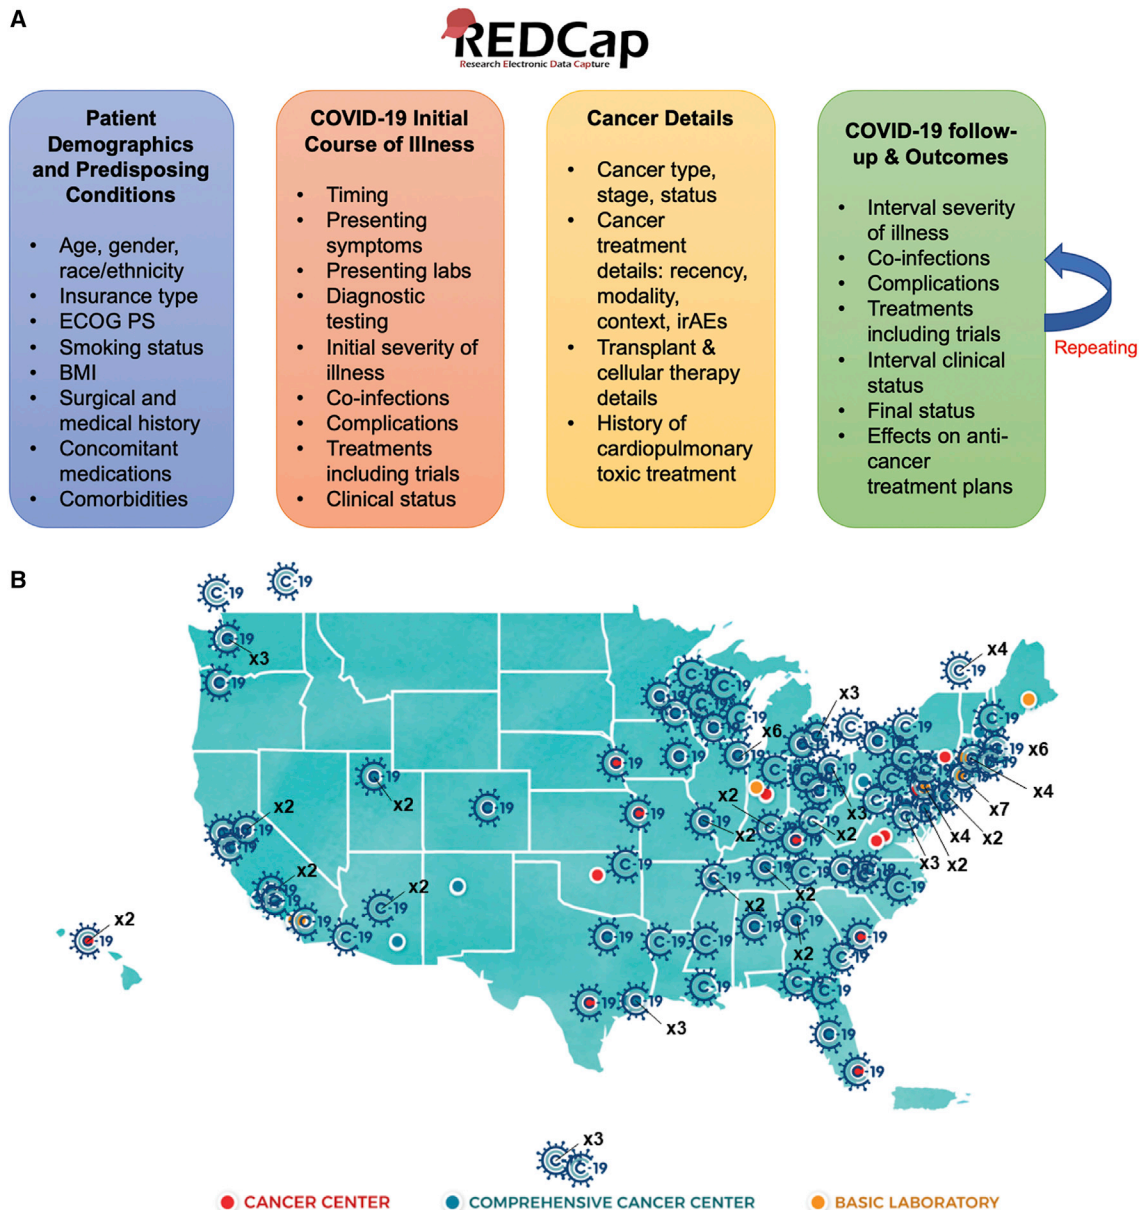 A
REDCap
Research Electronic Data Capture
Patient
Demographics
and Predisposing
Conditions
• Age, gender,
race/ethnicity
• Insurance type
• ECOG PS
• Smoking status
• BMI
• Surgical and
medical history
• Concomitant
medications
• Comorbidities
COVID-19 Initial
Course of Illness
• Timing
• Presenting
symptoms
• Presenting labs
• Diagnostic
testing
• Initial severity of
illness
• Co-infections
• Complications
• Treatments
including trials
• Clinical status
Cancer Details
• Cancer type,
stage, status
• Cancer
treatment
details: recency,
modality,
context, irAEs
• Transplant &
cellular therapy
details
• History of
cardiopulmonary
toxic treatment
COVID-19 follow-
up & Outcomes
• Interval severity
of illness
• Co-infections
• Complications
• Treatments
including trials
• Interval clinical
status
• Final status
• Effects on anti-
cancer
treatment plans
Repeating
B
C-19
C-19
C-19
x3
C-19
x4
C-19
x3
x6
x6
x4
x7
x2
x4
x2
x3
x3
x2
x2
x2
x2
x2
x2
x2
x2
x2
x2
x2
x3
x3
C-19
CANCER CENTER
COMPREHENSIVE CANCER CENTER
BASIC LABORATORY